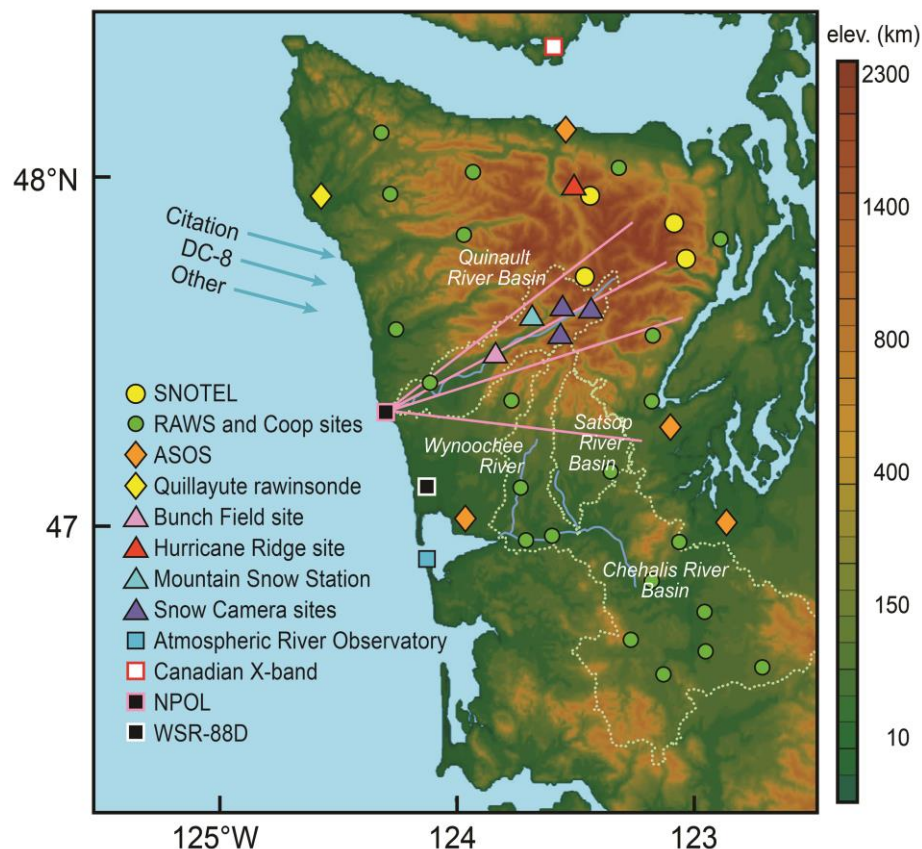 elev. (km)
2300
1400
800
400
150
10
48°N
47
125°W
124
123
Citation
DC-8
Other
Quinault
River Basin
Wynoochee
River
Satsop
River
Basin
Chehalis River
Basin
SNOTEL
RAWS and Coop sites
ASOS
Quillayute rawinsonde
Bunch Field site
Hurricane Ridge site
Mountain Snow Station
Snow Camera sites
Atmospheric River Observatory
Canadian X-band
NPOL
WSR-88D